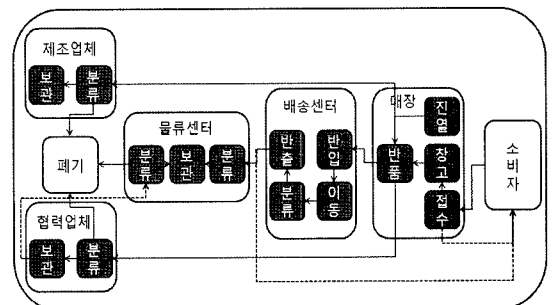 제조업체
보관
분류
폐기
협력업체
보관
분류
물류센터
분류
보관
분류
배송센터
반출
반입
분류
이동
매장
진열
반품
창고
접수
소비자